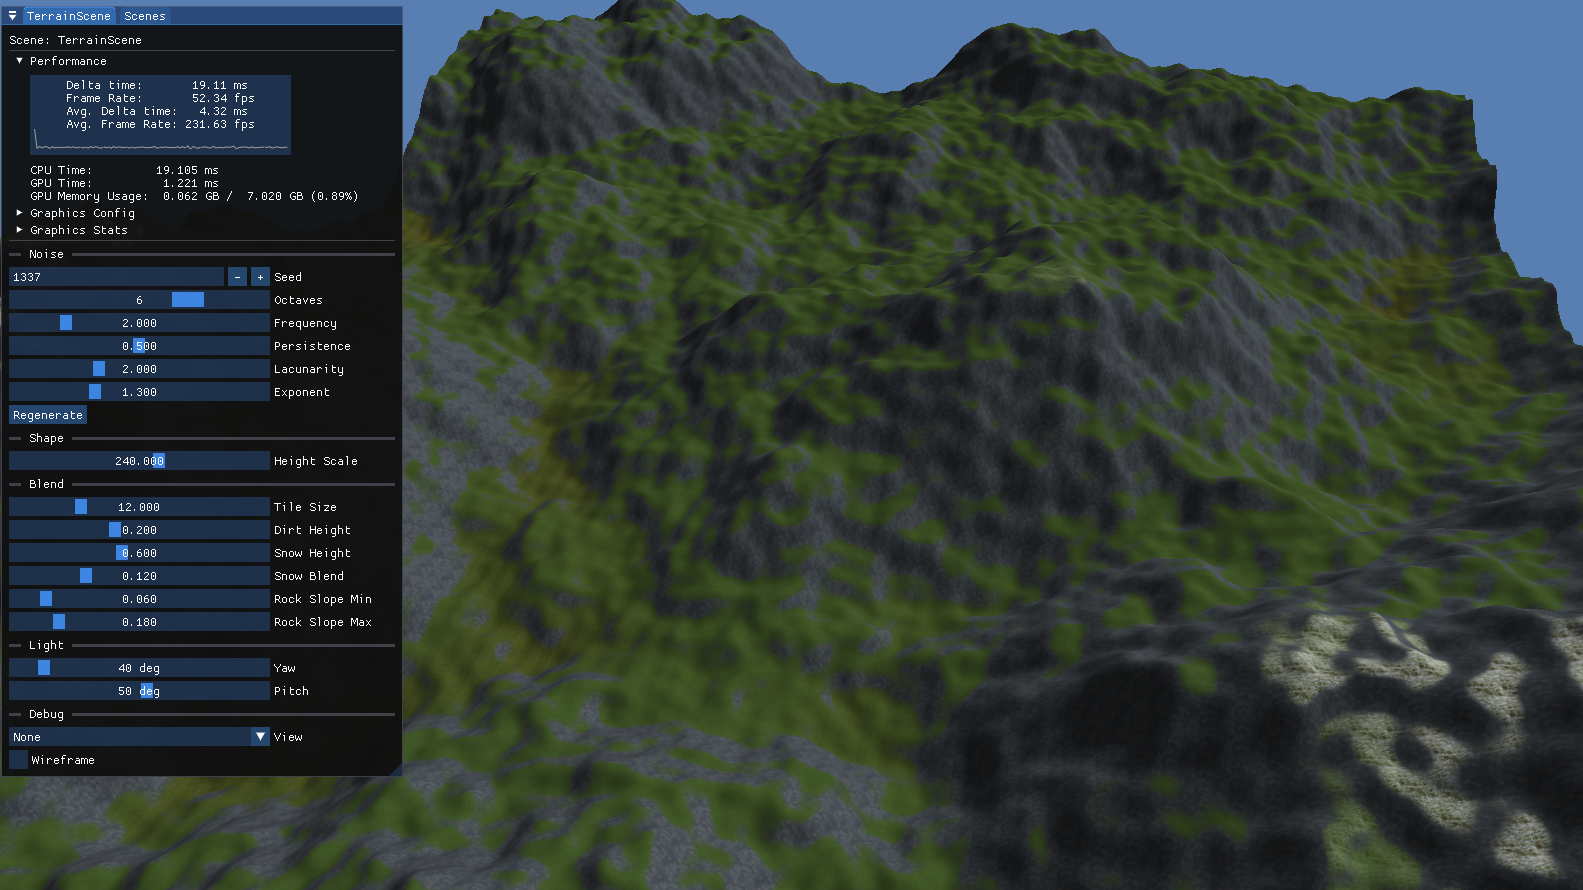 TerrainScene Scenes
Scene: TerrainScene
Performance
Delta time: 19.11 ms
Frame Rate: 52.34 fps
Avg. Delta time: 4.32 ms
Avg. Frame Rate: 231.63 fps
CPU Time: 19.105 ms
GPU Time: 1.221 ms
GPU Memory Usage: 0.062 GB / 7.020 GB (0.89%)
Graphics Config
Graphics Stats
Noise
1337 - + Seed
6 Octaves
2.000 Frequency
0.500 Persistence
2.000 Lacunarity
1.300 Exponent
Regenerate
Shape
240.000 Height Scale
Blend
12.000 Tile Size
0.200 Dirt Height
0.600 Snow Height
0.120 Snow Blend
0.060 Rock Slope Min
0.180 Rock Slope Max
Light
40 deg Yaw
50 deg Pitch
Debug
None View
Wireframe